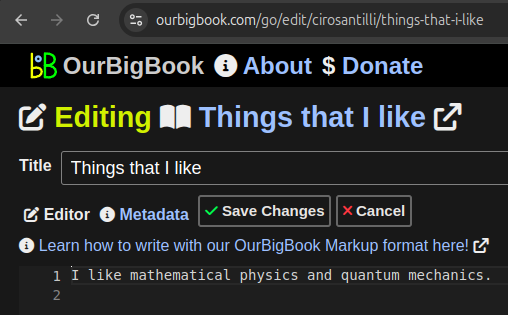 ourbigbook.com/go/edit/cirosantilli/things-that-i-like
OurBigBook About $ Donate
Editing Things that I like
Title Things that I like
Editor Metadata Save Changes Cancel
Learn how to write with our OurBigBook Markup format here!
1 I like mathematical physics and quantum mechanics.
2